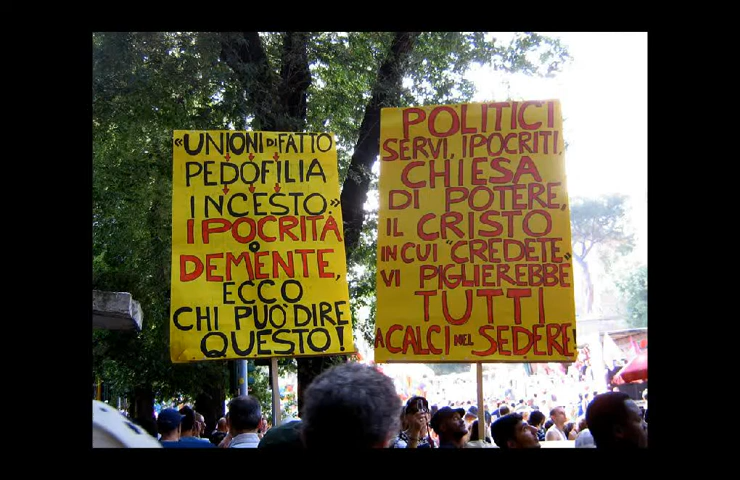 «UNIONI DI FATTO
PEDOFILIA
INCESTO»
IPOCRITA
O
DEMENTE,
ECCO
CHI PUÒ DIRE
QUESTO!
POLITICI
SERVI, IPOCRITI,
CHIESA
DI POTERE,
IL CRISTO
IN CUI "CREDETE"
VI PIGLIEREBBE
TUTTI
A CALCI NEL SEDERE!